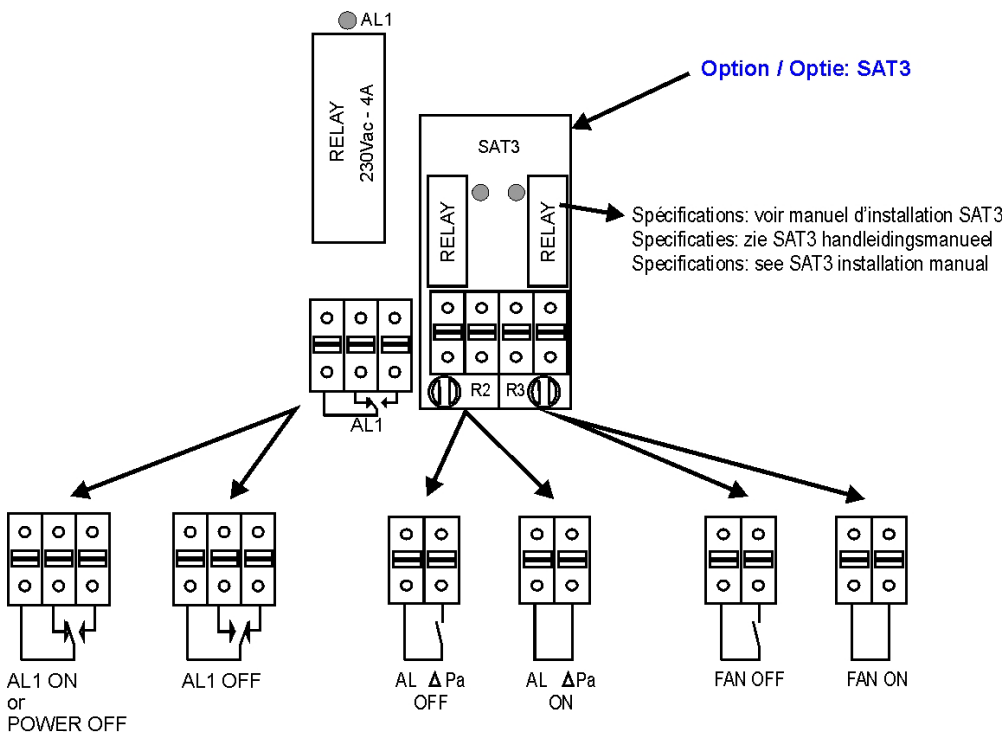 AL1
RELAY
230Vac - 4A
Option / Optie: SAT3
SAT3
RELAY
RELAY
Spécifications: voir manuel d'installation SAT3
Specificaties: zie SAT3 handleidingsmanueel
Specifications: see SAT3 installation manual
R2
R3
AL1
AL1 ON
or
POWER OFF
AL1 OFF
AL ΔPa
OFF
AL ΔPa
ON
FAN OFF
FAN ON